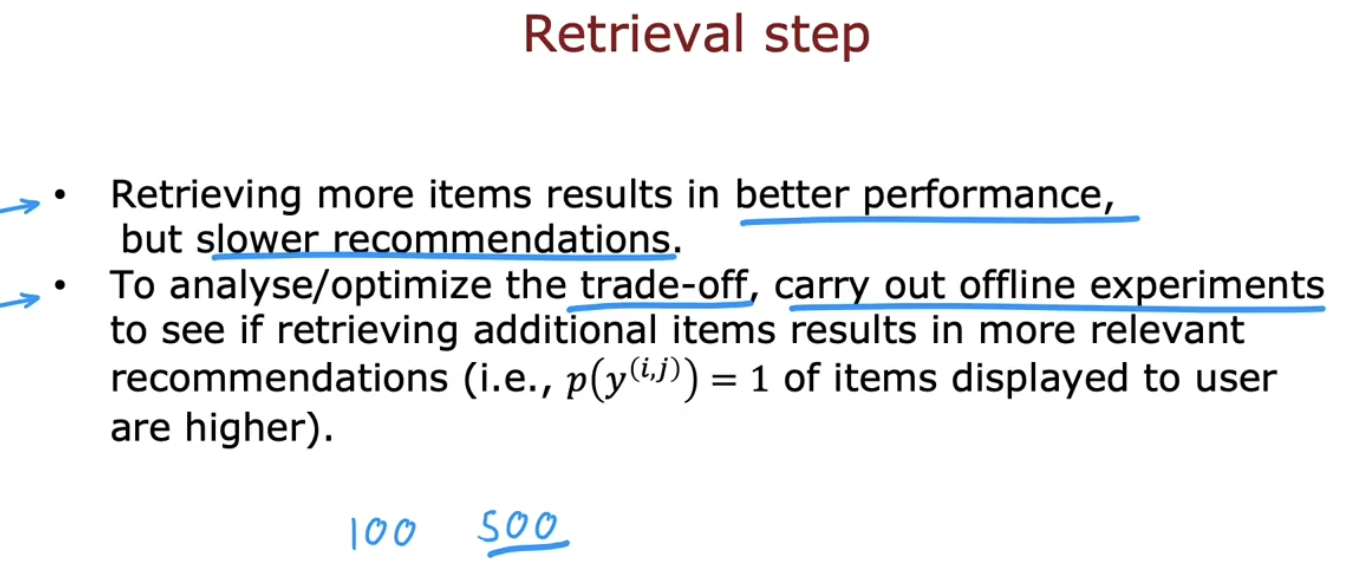 Retrieval step
• Retrieving more items results in better performance,
but slower recommendations.
• To analyse/optimize the trade-off, carry out offline experiments
to see if retrieving additional items results in more relevant
recommendations (i.e., p(y^(i,j)) = 1 of items displayed to user
are higher).
100 500